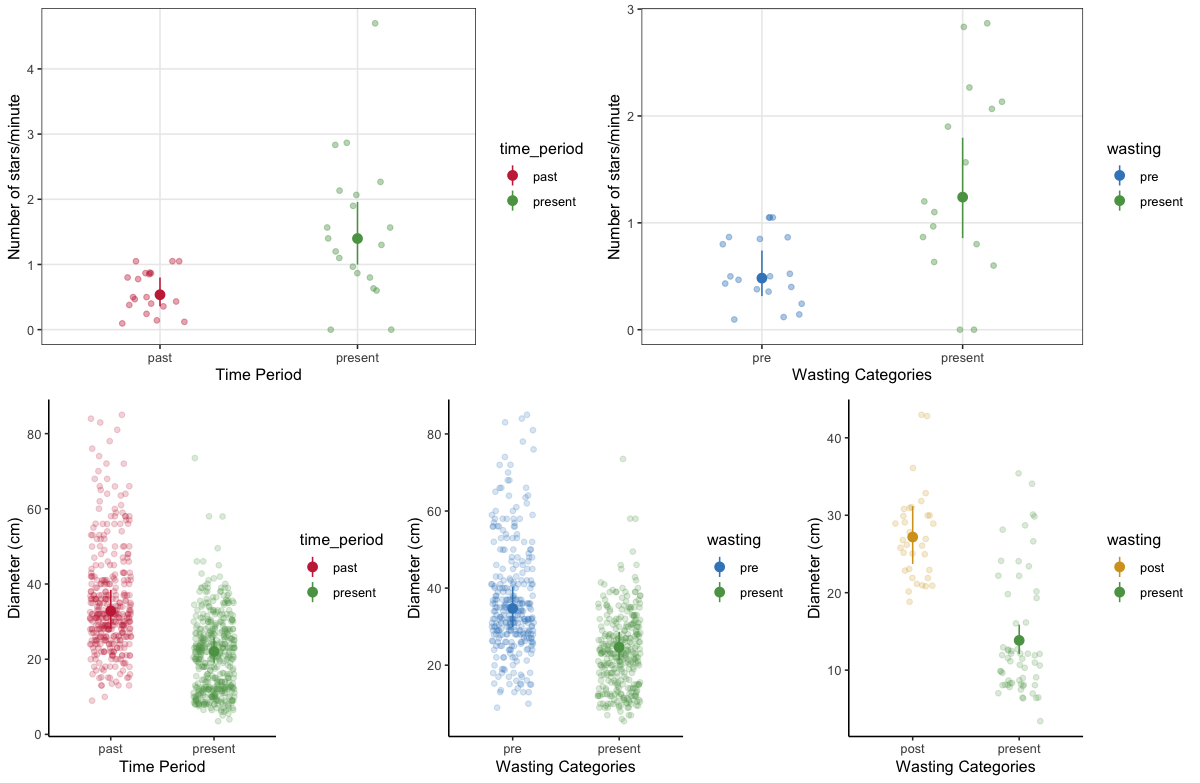 Number of stars/minute
4
3
2
1
0
past
present
Time Period
time_period
past
present
Number of stars/minute
3
2
1
0
pre
present
Wasting Categories
wasting
pre
present
Diameter (cm)
80
60
40
20
0
past
present
Time Period
time_period
past
present
Diameter (cm)
80
60
40
20
pre
present
Wasting Categories
wasting
pre
present
Diameter (cm)
40
30
20
10
post
present
Wasting Categories
wasting
post
present